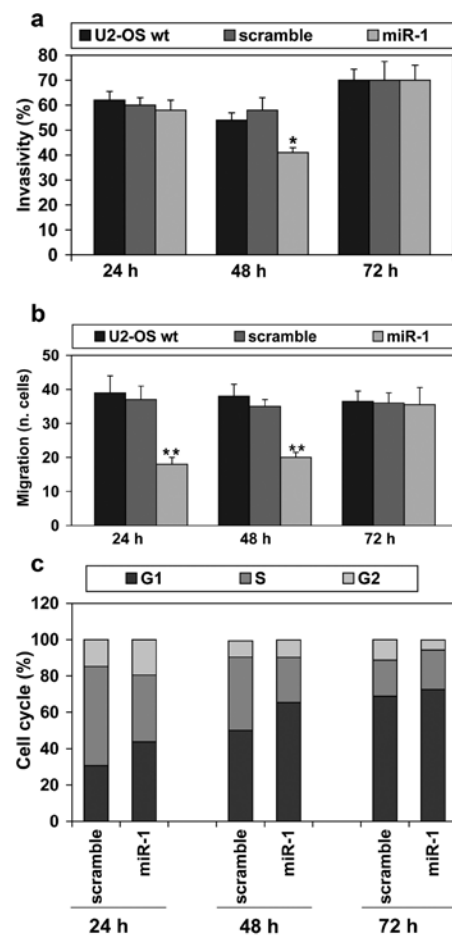 a
U2-OS wt scramble miR-1
Invasivity (%)
80
70
60
50
40
30
20
10
0
*
24 h 48 h 72 h
b
U2-OS wt scramble miR-1
Migration (n. cells)
50
40
30
20
10
0
** **
24 h 48 h 72 h
c
G1 S G2
Cell cycle (%)
120
100
80
60
40
20
0
scramble miR-1 scramble miR-1 scramble miR-1
24 h 48 h 72 h